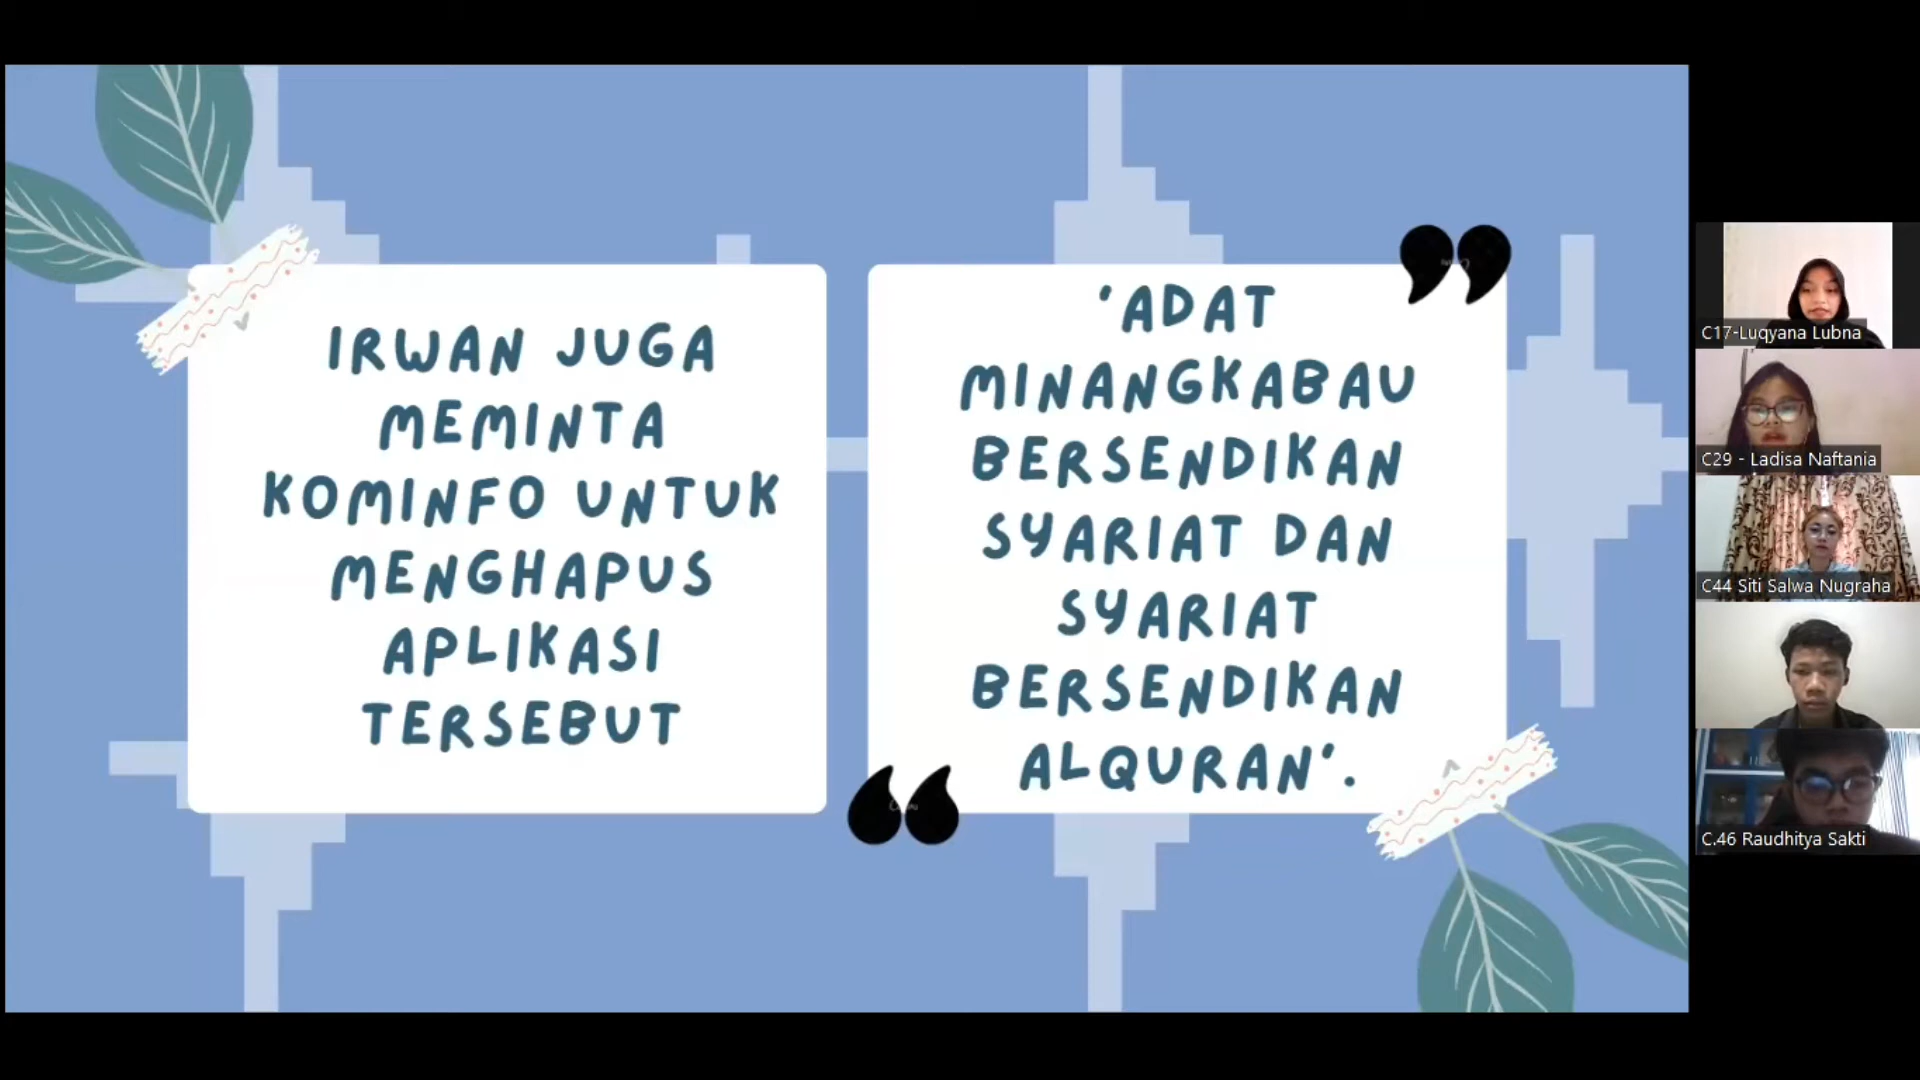 IRWAN JUGA
MEMINTA
KOMINFO UNTUK
MENGHAPUS
APLIKASI
TERSEBUT
'ADAT
MINANGKABAU
BERSENDIKAN
SYARIAT DAN
SYARIAT
BERSENDIKAN
ALQURAN'.
C17-Luqyana Lubna
C29 - Ladisa Naftania
C44 Siti Salwa Nugraha
C.46 Raudhitya Sakti